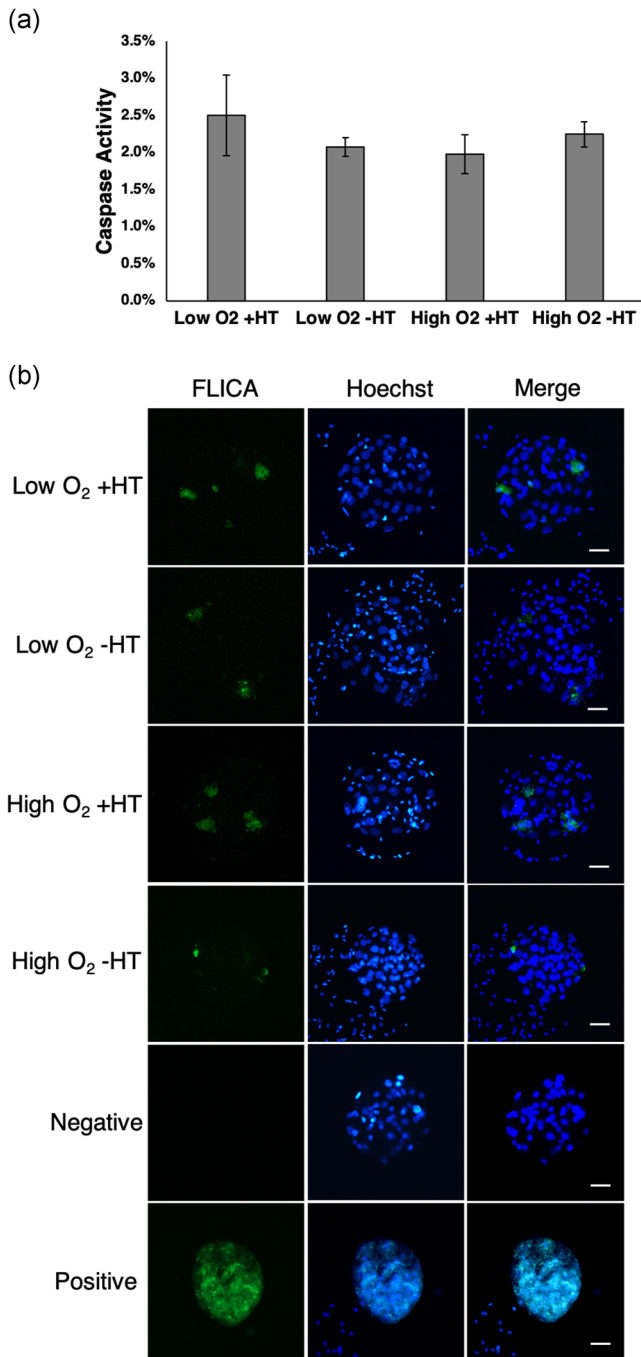 (a)
3.5%
3.0%
2.5%
2.0%
1.5%
1.0%
0.5%
0.0%
Caspase Activity
Low O2 +HT Low O2 -HT High O2 +HT High O2 -HT
(b)
FLICA Hoechst Merge
Low O₂ +HT
Low O₂ -HT
High O₂ +HT
High O₂ -HT
Negative
Positive